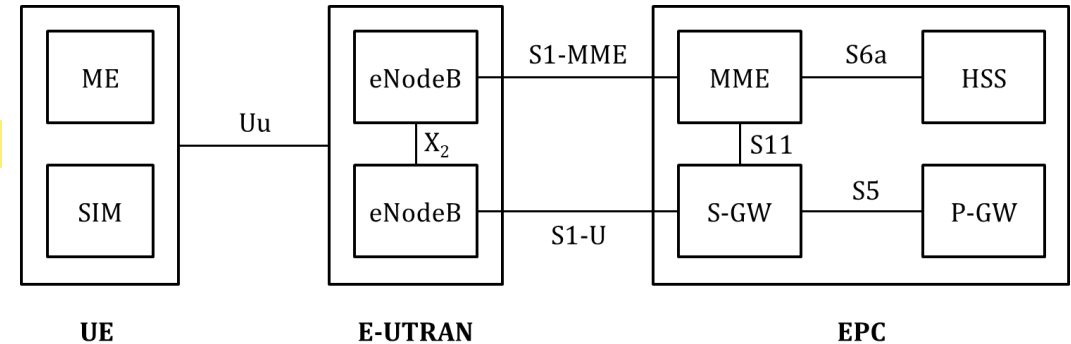 S1-MME
S6a
ME
eNodeB
MME
HSS
Uu
X₂
S11
SIM
eNodeB
S-GW
S5
P-GW
S1-U
UE
E-UTRAN
EPC